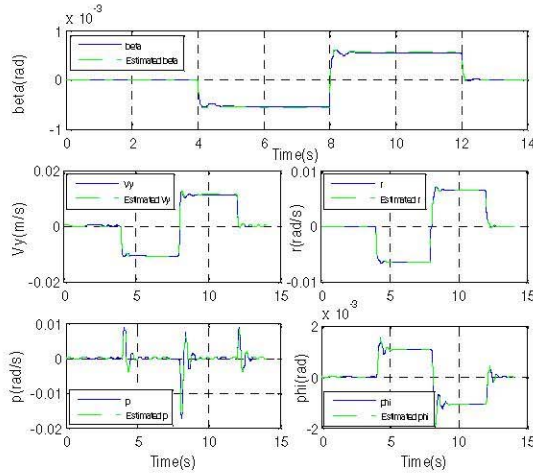 x 10 -3
1
0
-1
beta(rad)
beta
Estimated beta
0 2 4 6 8 10 12 14
Time(s)
0.02
0
-0.02
Vy(m/s)
Vy
Estimated Vy
0 5 10 15
0.01
0
-0.01
r(rad/s)
r
Estimated r
0 5 10 15
0.01
0
-0.01
-0.02
p(rad/s)
p
Estimated p
0 5 10 15
Time(s)
x 10 -3
2
0
-2
phi(rad)
phi
Estimated phi
0 5 10 15
Time(s)